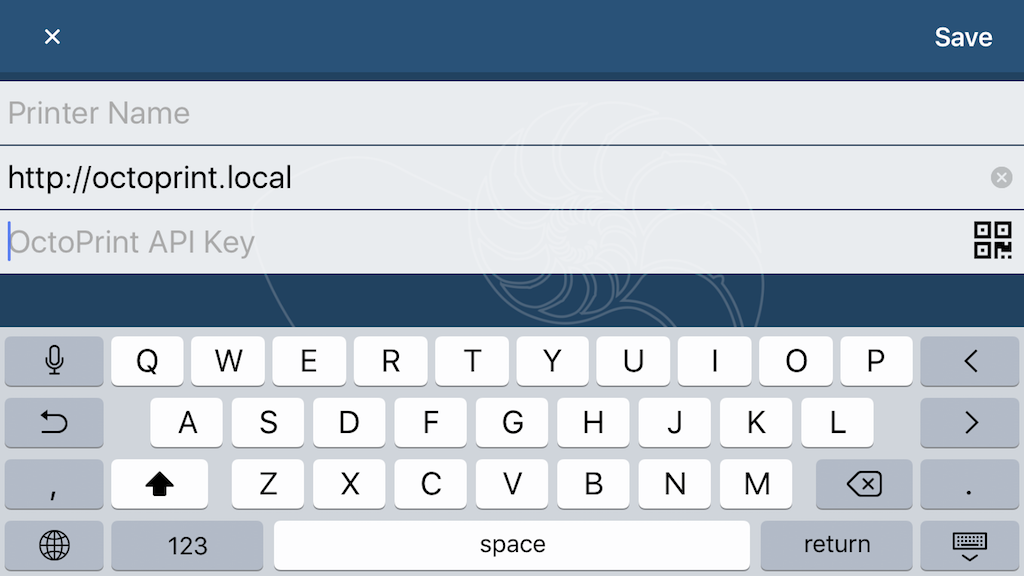 Save
Printer Name
http://octoprint.local
OctoPrint API Key
Q W E R T Y U I O P <
A S D F G H J K L >
, Z X C V B N M .
123 space return